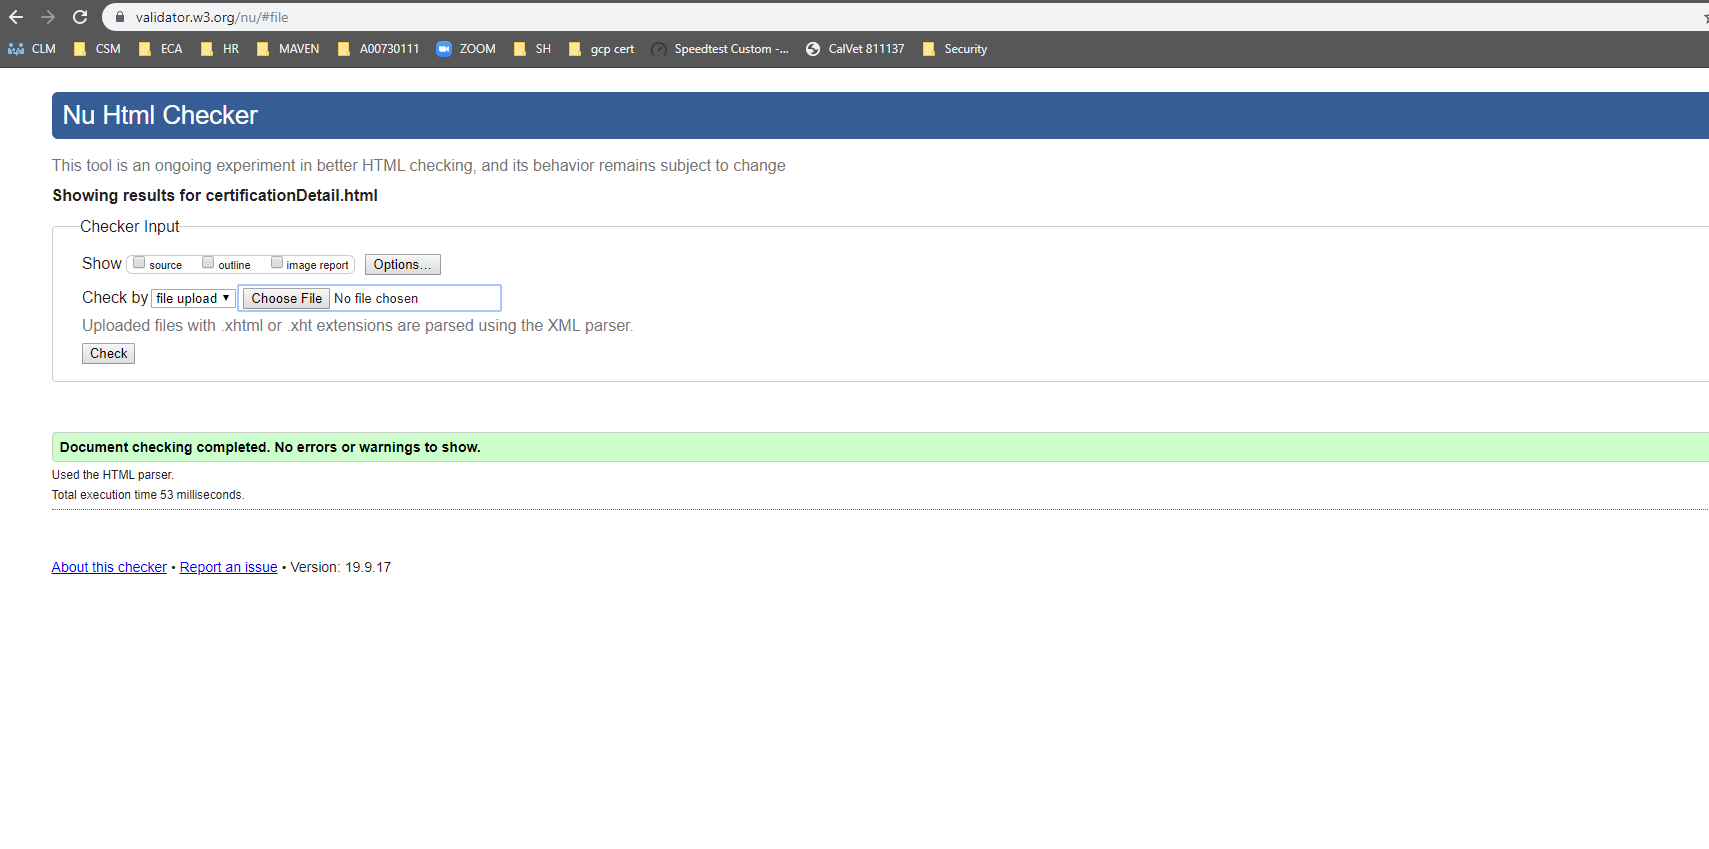 validator.w3.org/nu/#file
CLM CSM ECA HR MAVEN A00730111 ZOOM SH gcp cert Speedtest Custom -... CalVet 811137 Security
Nu Html Checker
This tool is an ongoing experiment in better HTML checking, and its behavior remains subject to change
Showing results for certificationDetail.html
Checker Input
Show source outline image report Options...
Check by file upload Choose File No file chosen
Uploaded files with .xhtml or .xht extensions are parsed using the XML parser.
Check
Document checking completed. No errors or warnings to show.
Used the HTML parser.
Total execution time 53 milliseconds.
About this checker • Report an issue • Version: 19.9.17